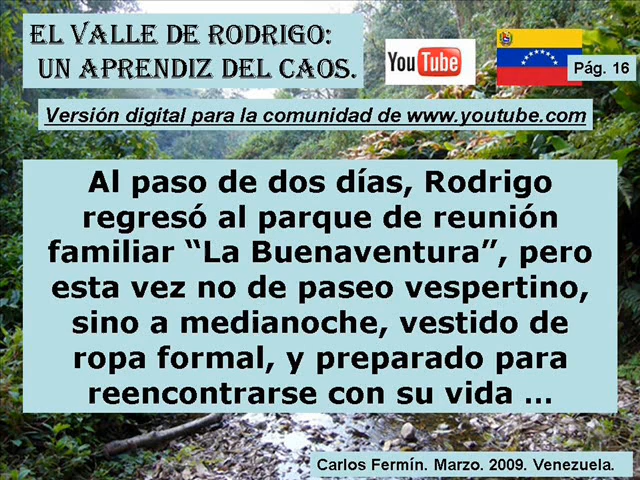 EL VALLE DE RODRIGO:
UN APRENDIZ DEL CAOS.
YouTube
Pág. 16
Versión digital para la comunidad de www.youtube.com
Al paso de dos días, Rodrigo
regresó al parque de reunión
familiar “La Buenaventura”, pero
esta vez no de paseo vespertino,
sino a medianoche, vestido de
ropa formal, y preparado para
reencontrarse con su vida ...
Carlos Fermín. Marzo. 2009. Venezuela.